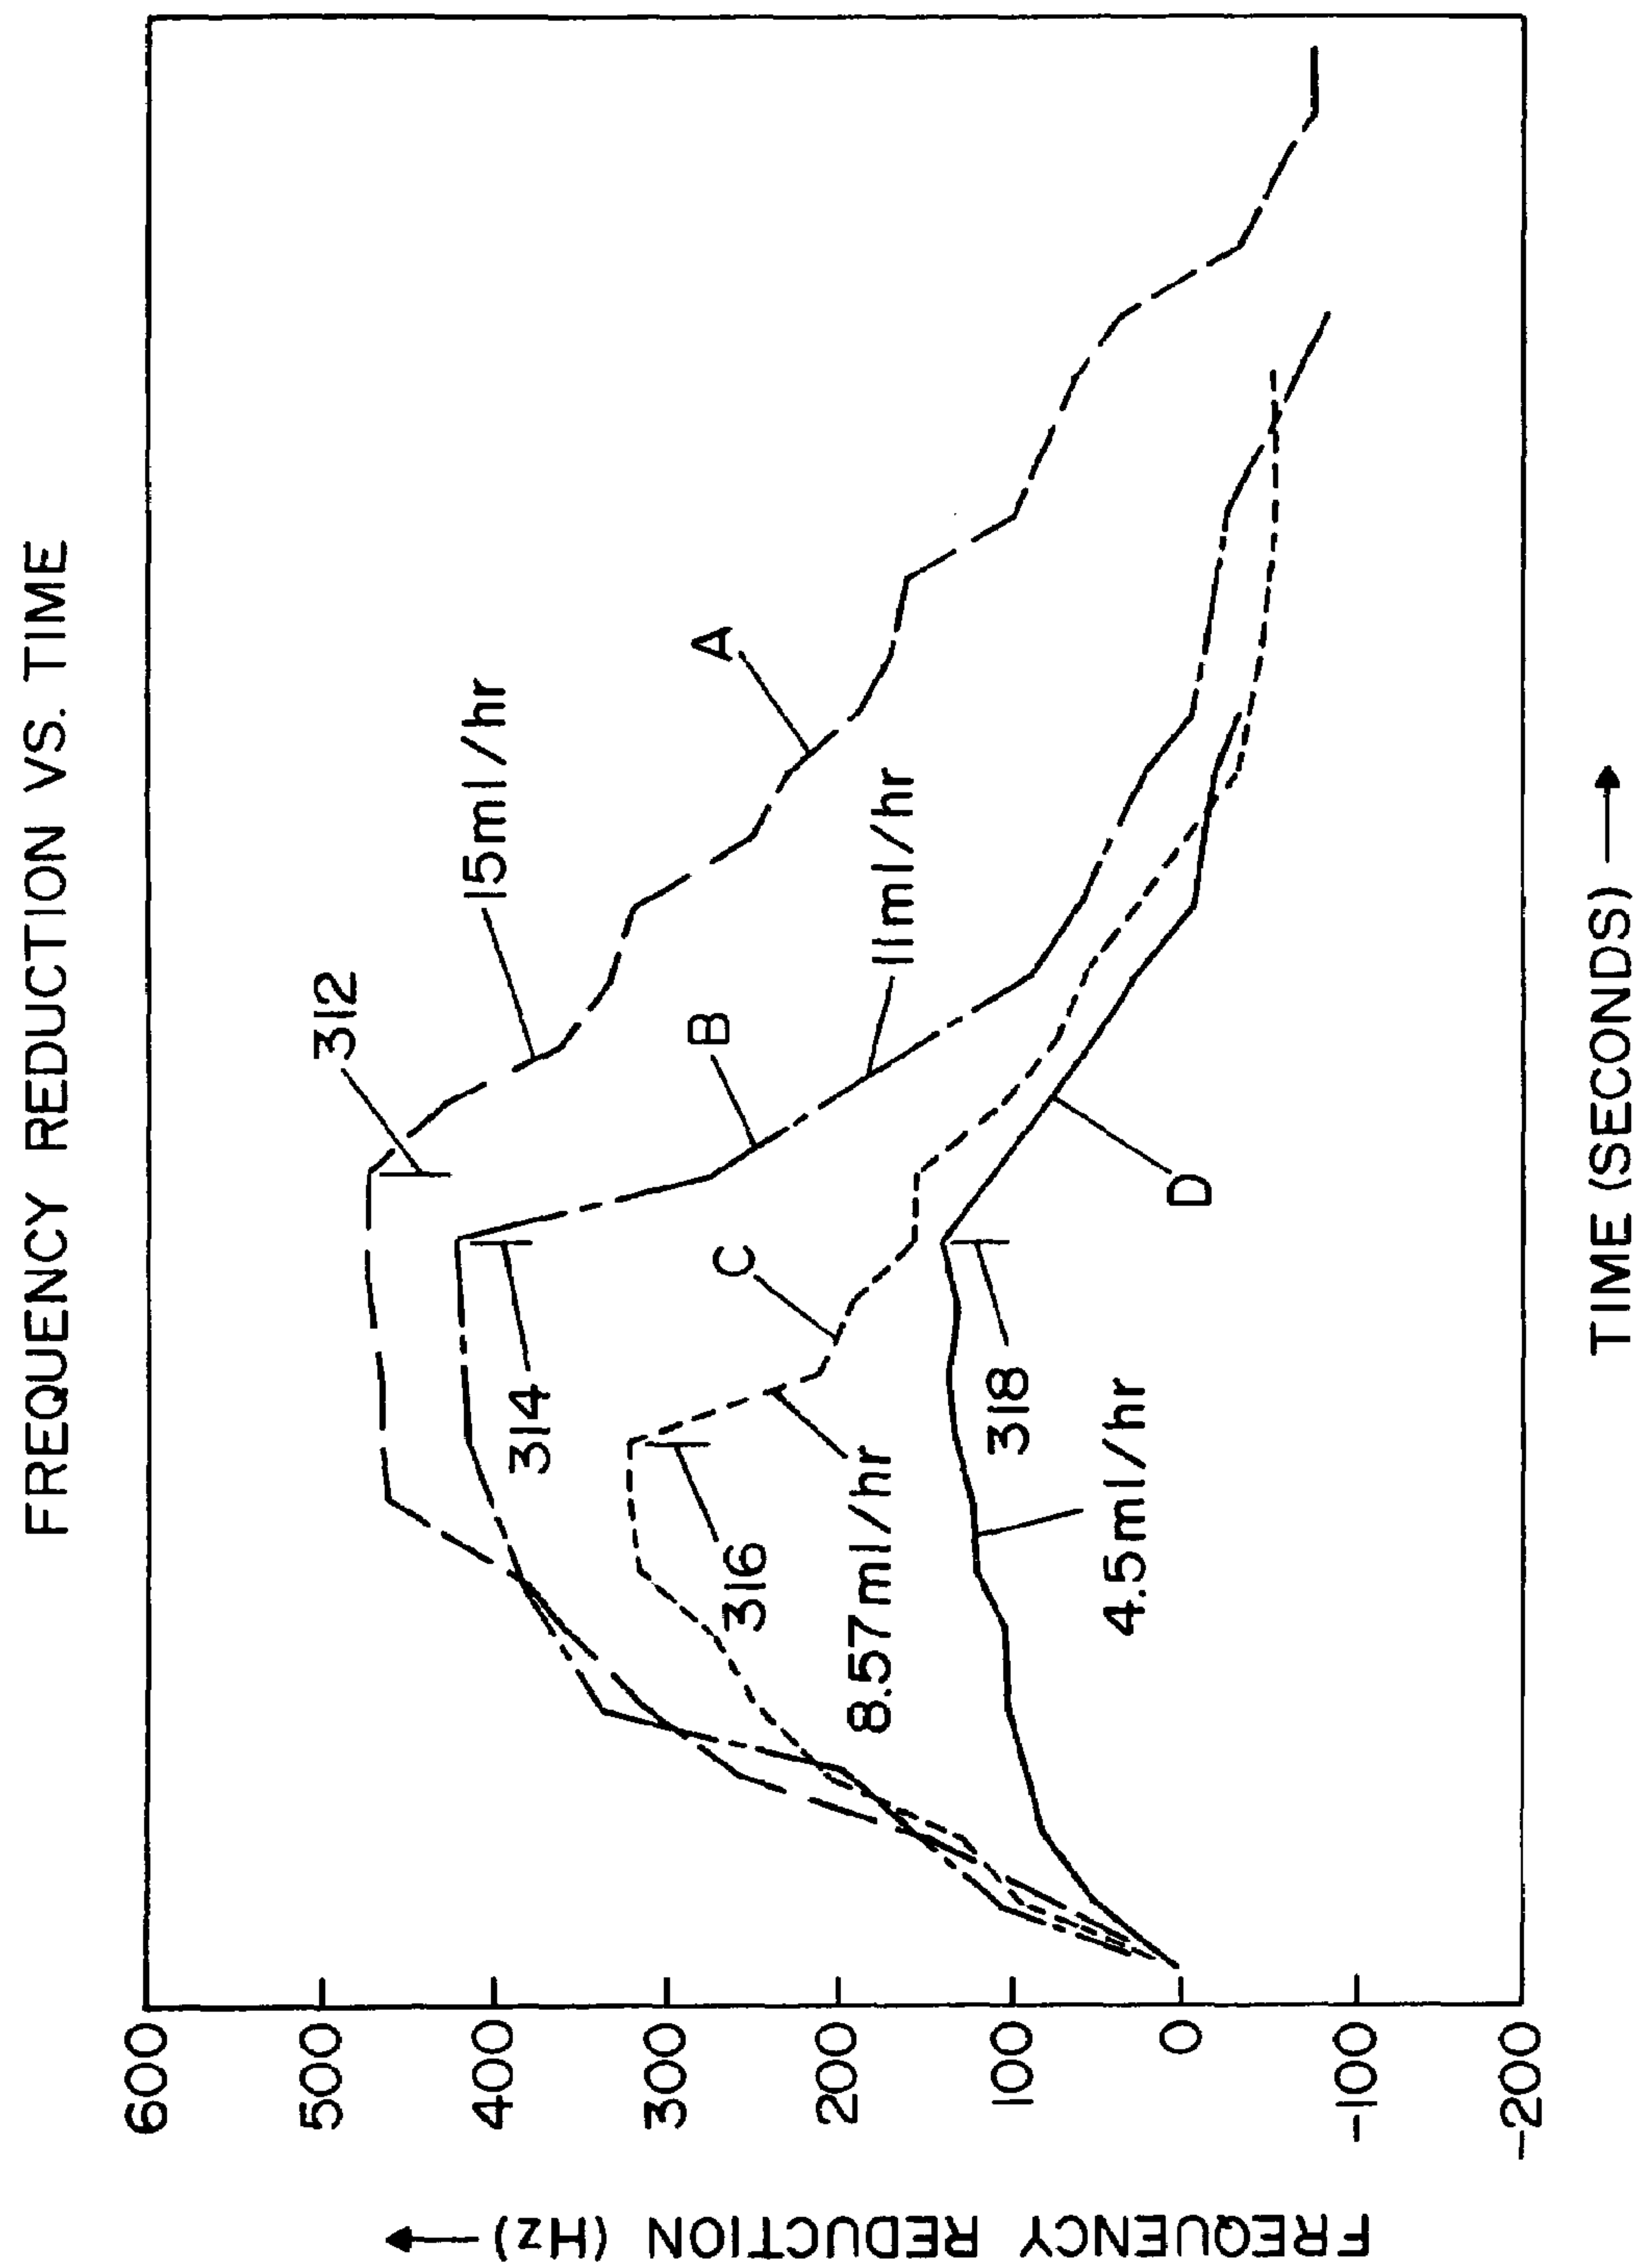 FREQUENCY REDUCTION VS. TIME
FREQUENCY REDUCTION (Hz)
600
500
400
300
200
100
0
-100
-200
312
15ml/hr
A
314
B
11ml/hr
316
C
8.57ml/hr
318
D
4.5ml/hr
TIME (SECONDS)